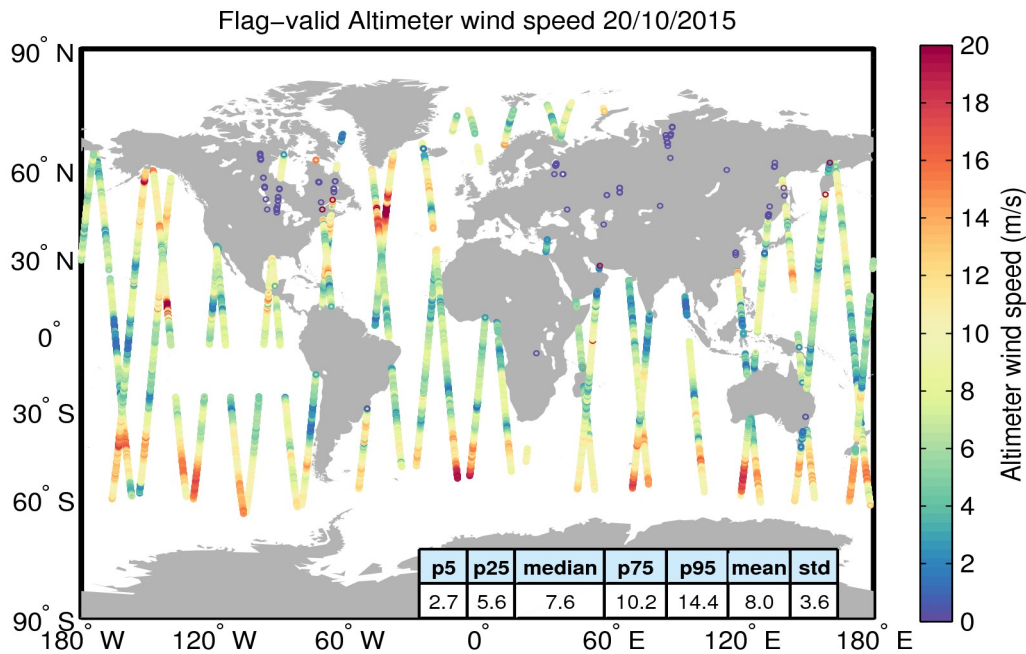 Flag−valid Altimeter wind speed 20/10/2015
90° N
60° N
30° N
0°
30° S
60° S
90° S
180° W
120° W
60° W
0°
60° E
120° E
180° E
p5 p25 median p75 p95 mean std
2.7 5.6 7.6 10.2 14.4 8.0 3.6
20
18
16
14
12
10
8
6
4
2
0
Altimeter wind speed (m/s)